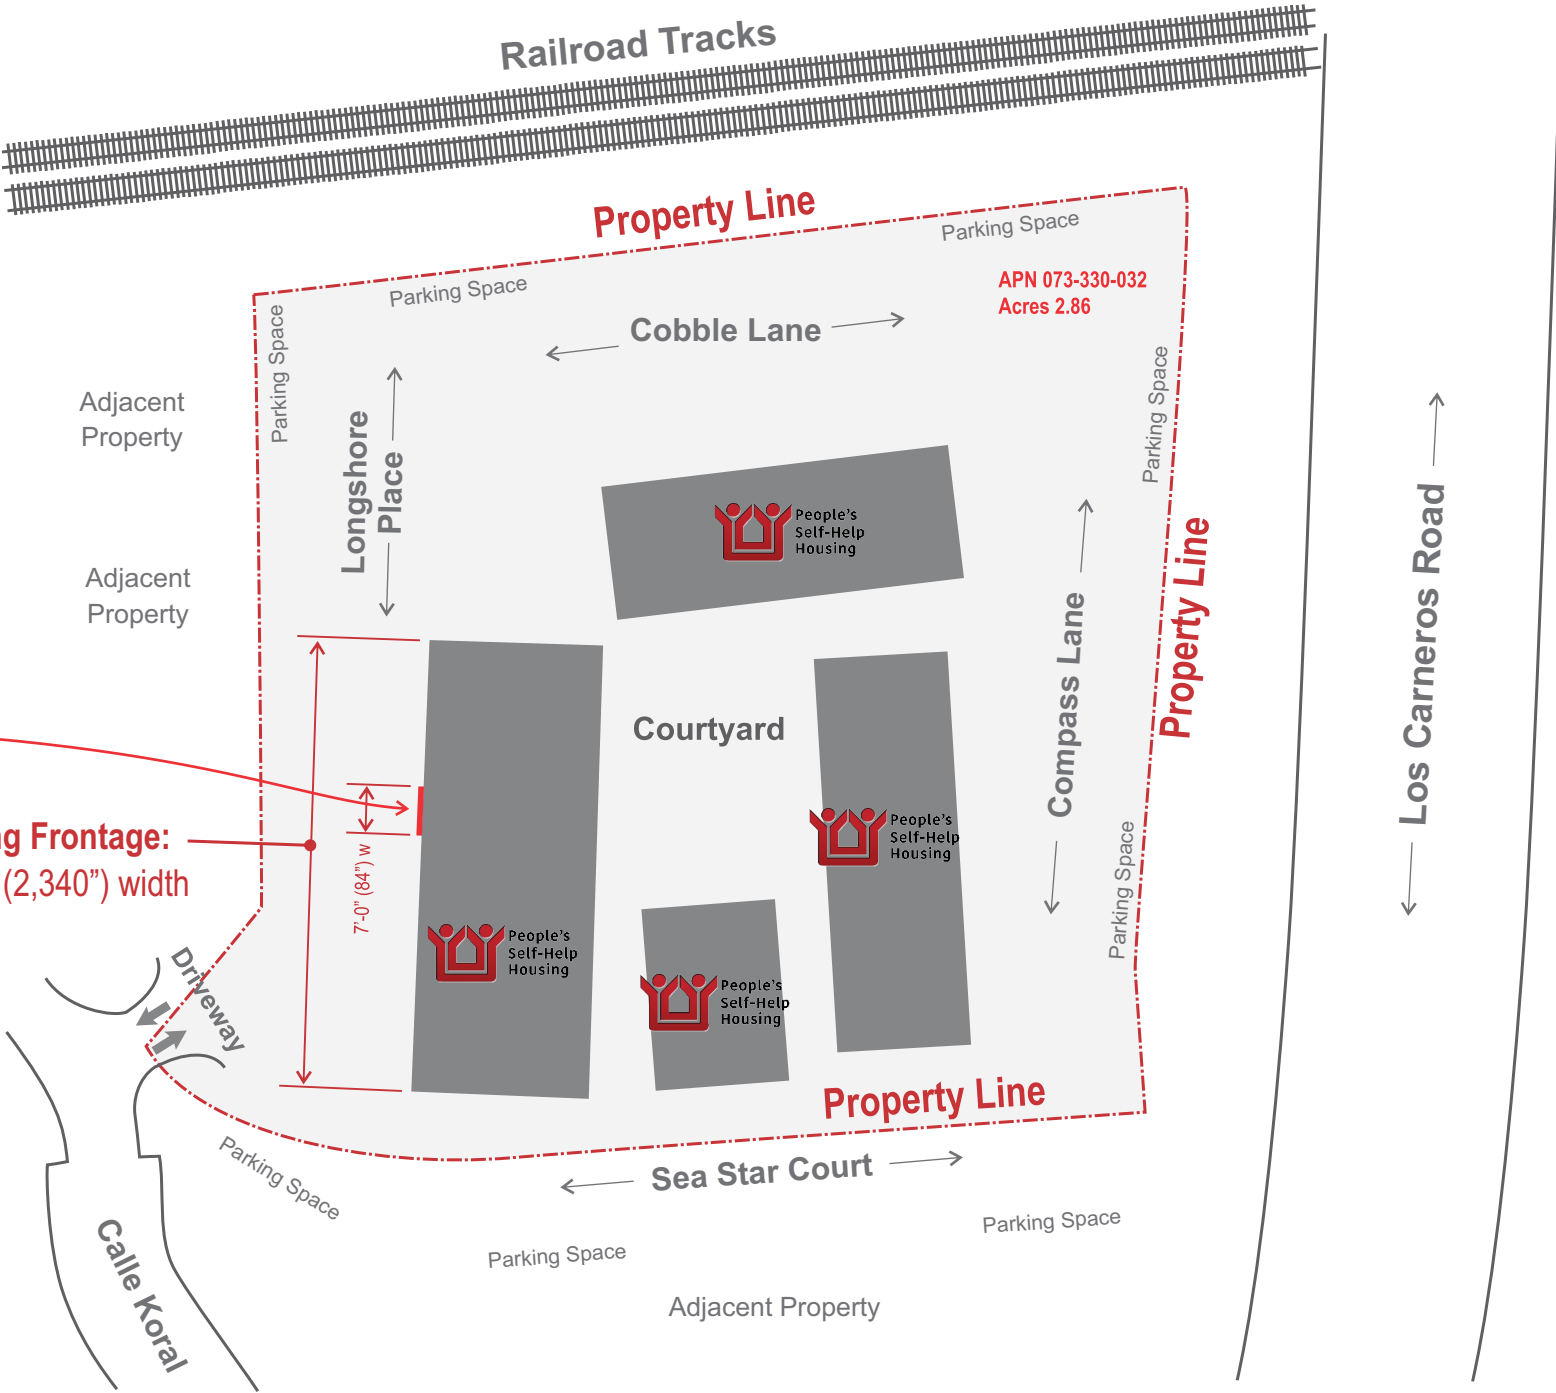 Railroad Tracks
Property Line
Parking Space
Parking Space
Parking Space
APN 073-330-032
Acres 2.86
Cobble Lane
Adjacent
Property
Longshore
Place
Parking Space
People's
Self-Help
Housing
Adjacent
Property
Property Line
Los Carneros Road
Compass Lane
Courtyard
ng Frontage:
(2,340") width
7'-0" (84") w
People's
Self-Help
Housing
Parking Space
People's
Self-Help
Housing
People's
Self-Help
Housing
Driveway
Property Line
Parking Space
Sea Star Court
Parking Space
Parking Space
Calle Koral
Adjacent Property